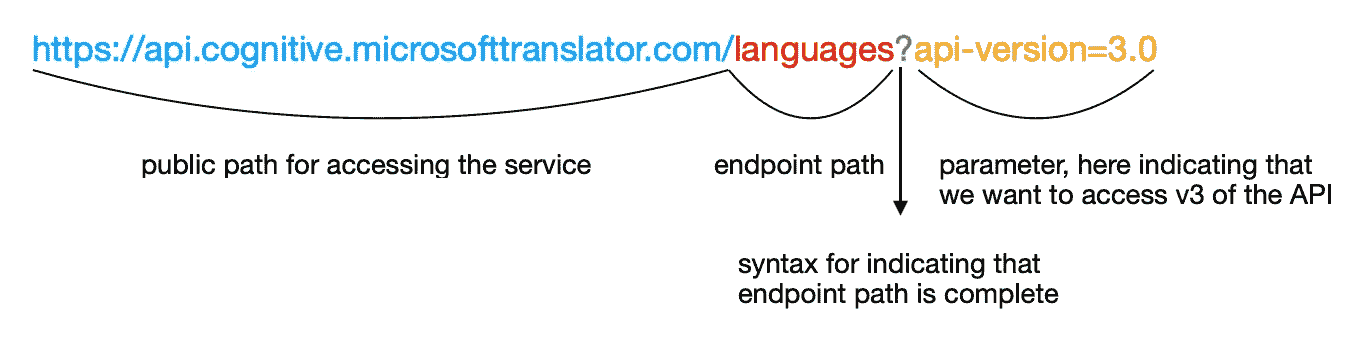 https://api.cognitive.microsofttranslator.com/languages?api-version=3.0
public path for accessing the service
endpoint path
parameter, here indicating that
we want to access v3 of the API
syntax for indicating that
endpoint path is complete